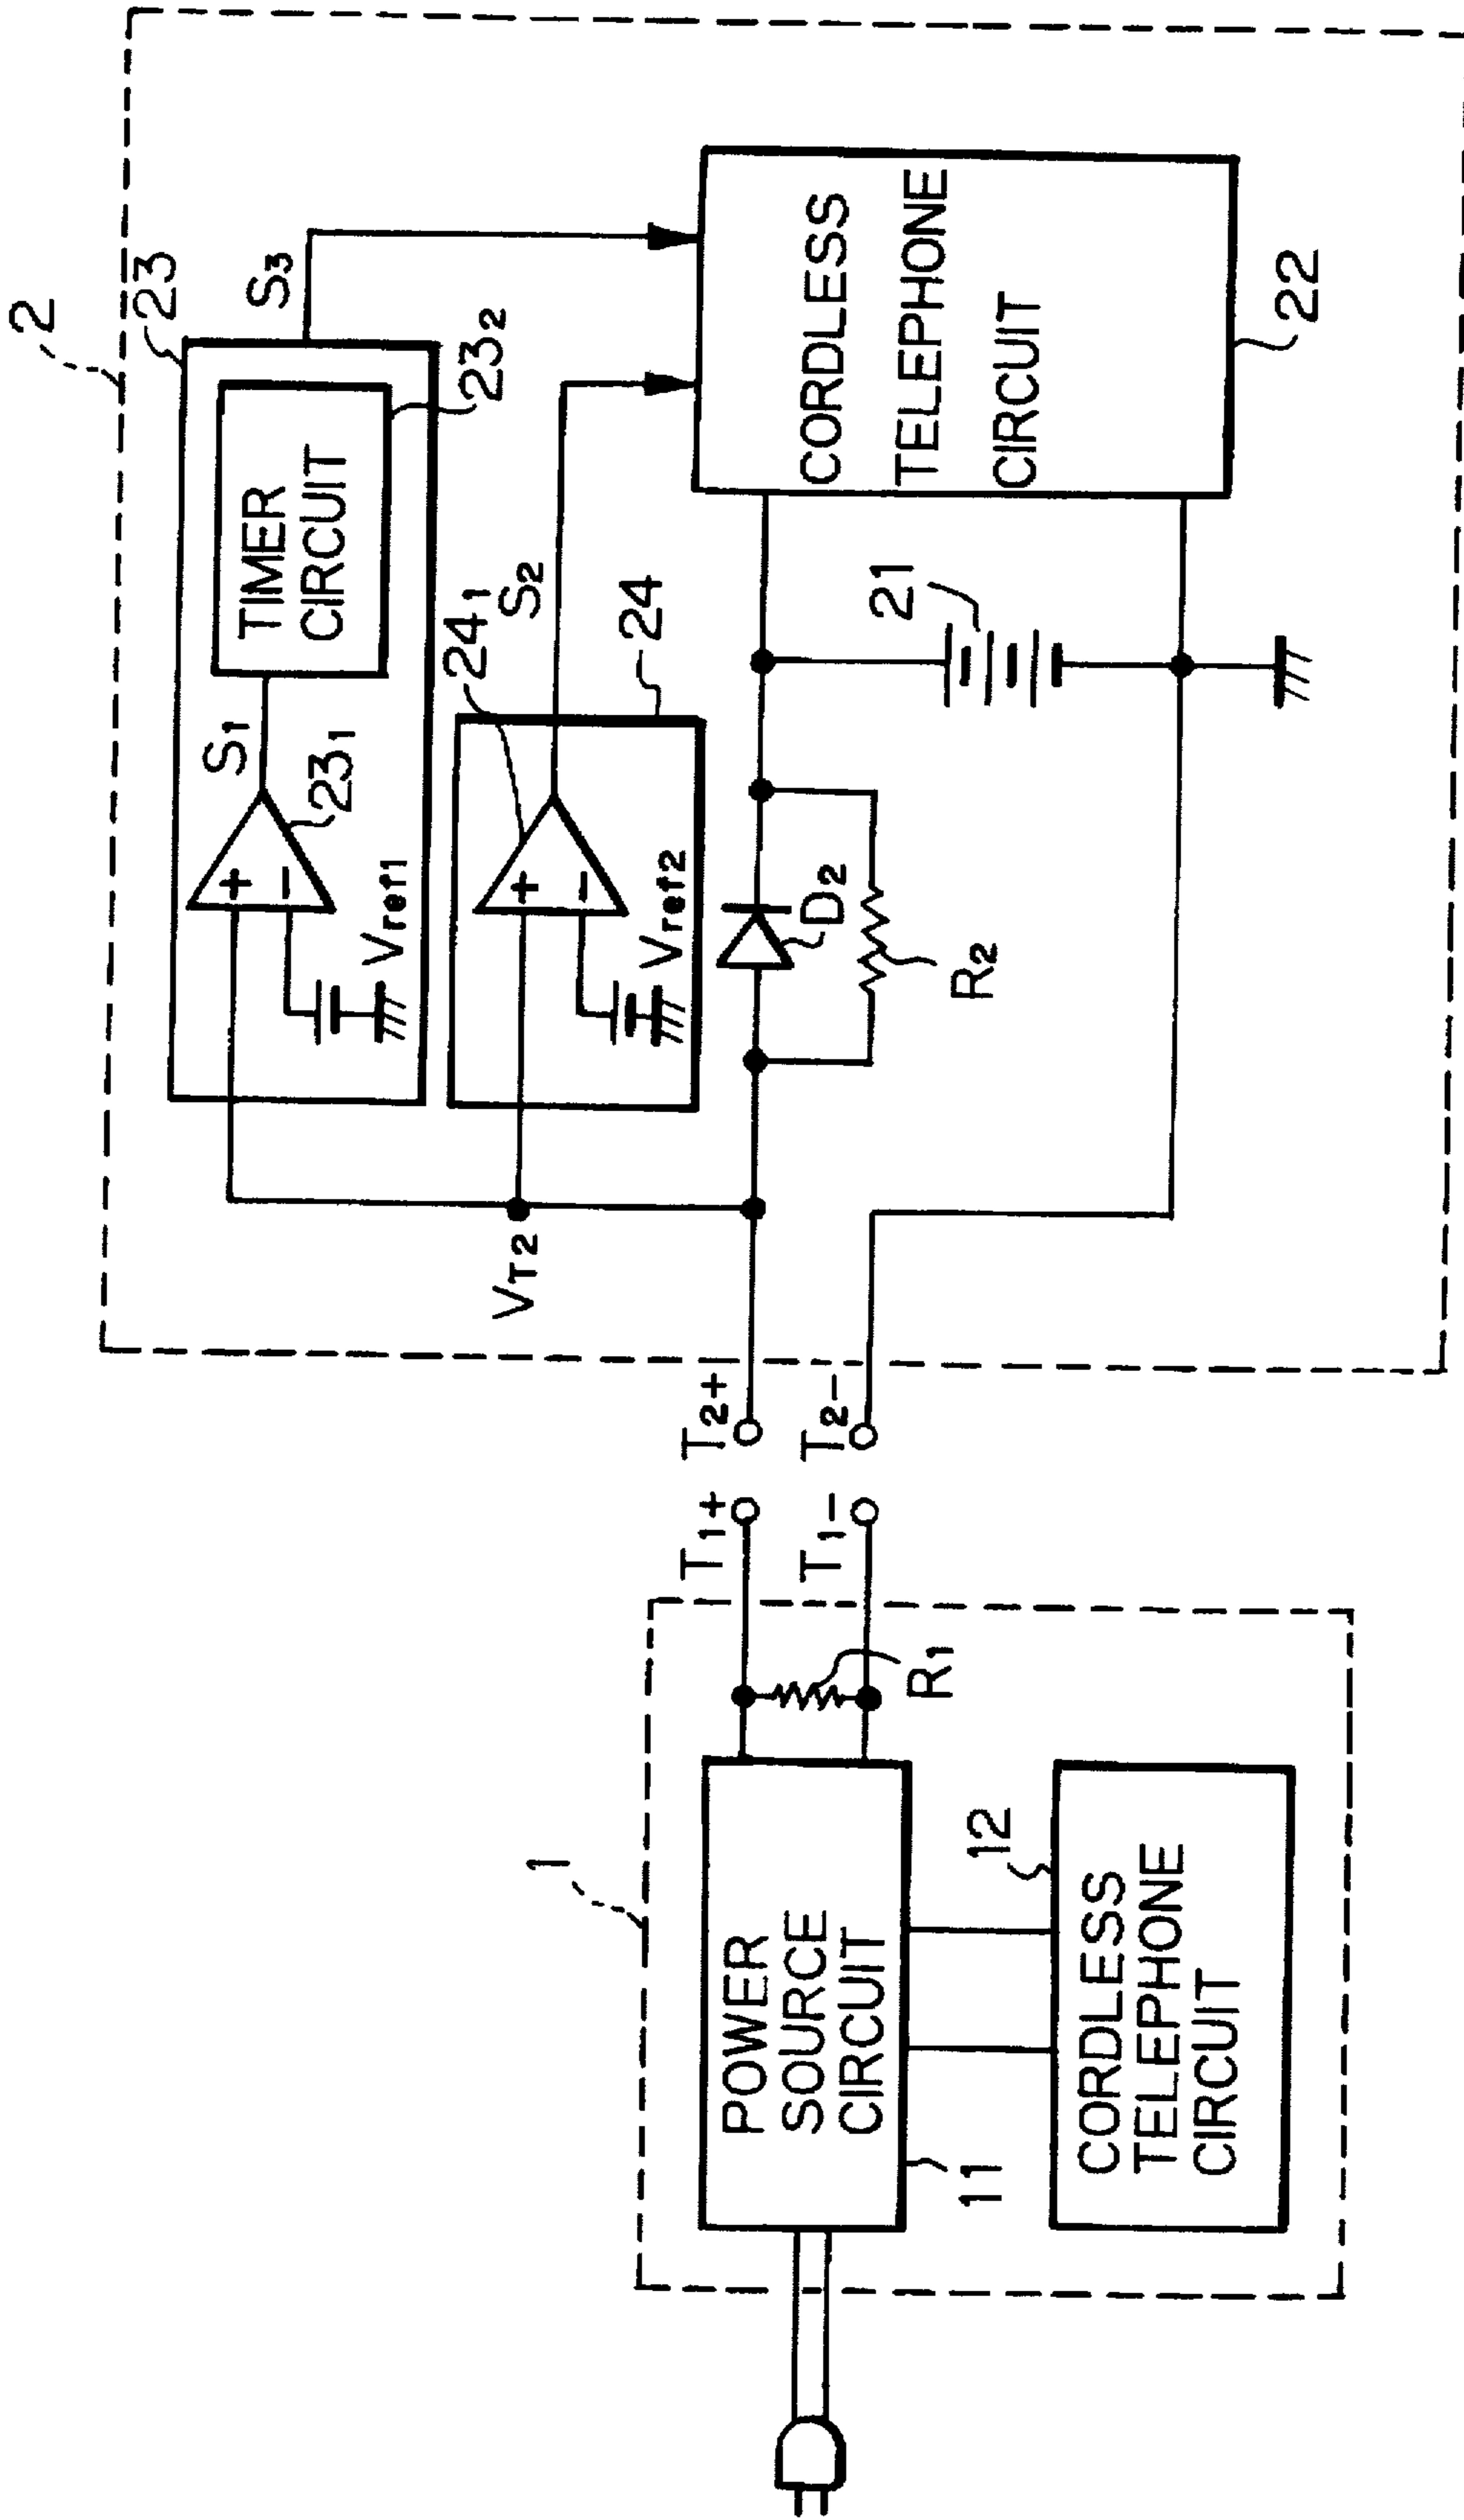 1
POWER
SOURCE
CIRCUIT
11
12
CORDLESS
TELEPHONE
CIRCUIT
R1
T1+
T1−
T2+
T2−
2
23
S1
231
Vref1
TIMER
CIRCUIT
232
S3
VT2
241
S2
24
Vref2
D2
R2
21
CORDLESS
TELEPHONE
CIRCUIT
22